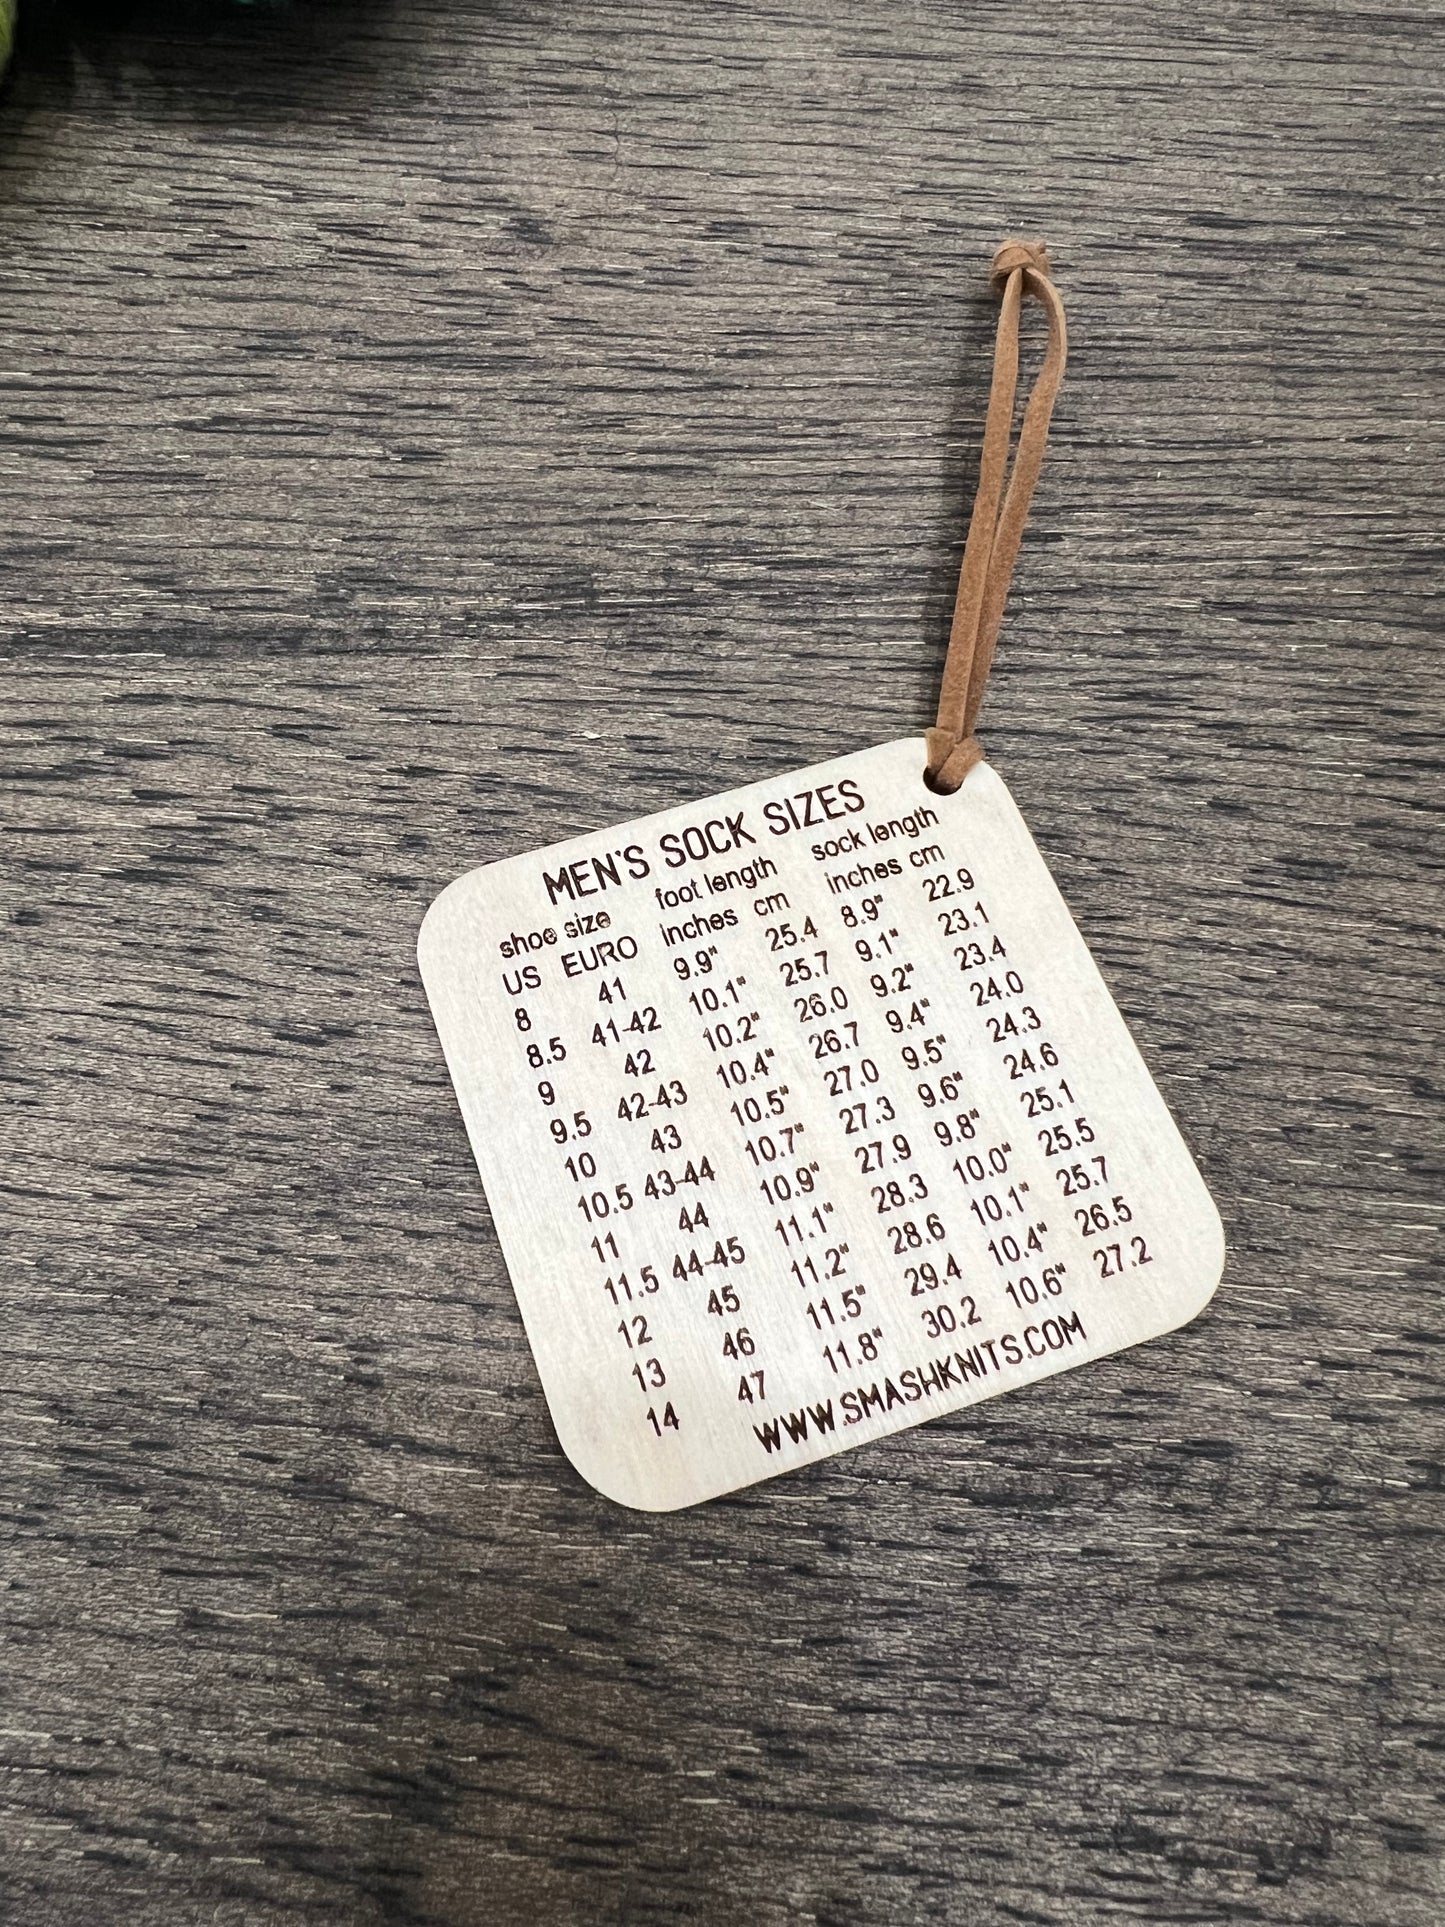 MEN'S SOCK SIZES
shoe size foot length sock length
US EURO inches cm inches cm
8 41 9.9" 25.4 8.9" 22.9
8.5 41-42 10.1" 25.7 9.1" 23.1
9 42 10.2" 26.0 9.2" 23.4
9.5 42-43 10.4" 26.7 9.4" 24.0
10 43 10.5" 27.0 9.5" 24.3
10.5 43-44 10.7" 27.3 9.6" 24.6
11 44 10.9" 27.9 9.8" 25.1
11.5 44-45 11.1" 28.3 10.0" 25.5
12 45 11.2" 28.6 10.1" 25.7
13 46 11.5" 29.4 10.4" 26.5
14 47 11.8" 30.2 10.6" 27.2
WWW.SMASHKNITS.COM